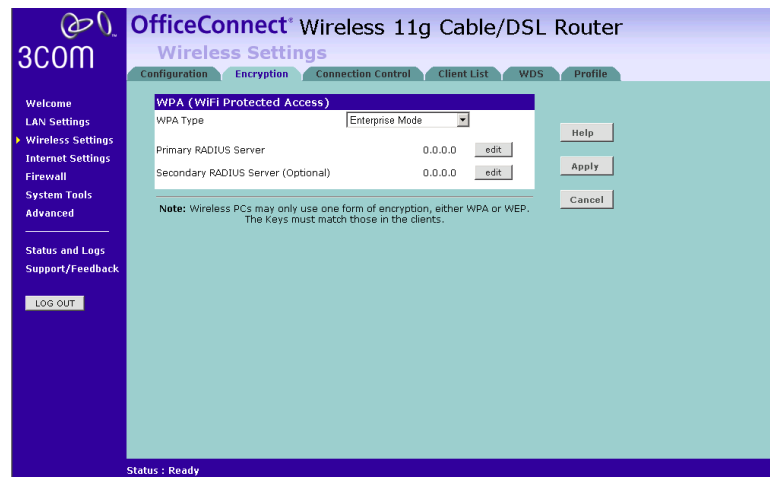 OfficeConnect® Wireless 11g Cable/DSL Router
3COM
Wireless Settings
Configuration Encryption Connection Control Client List WDS Profile
Welcome
LAN Settings
Wireless Settings
Internet Settings
Firewall
System Tools
Advanced
Status and Logs
Support/Feedback
LOG OUT
WPA (WiFi Protected Access)
WPA Type Enterprise Mode
Primary RADIUS Server 0.0.0.0 edit
Secondary RADIUS Server (Optional) 0.0.0.0 edit
Note: Wireless PCs may only use one form of encryption, either WPA or WEP.
The Keys must match those in the clients.
Help
Apply
Cancel
Status : Ready